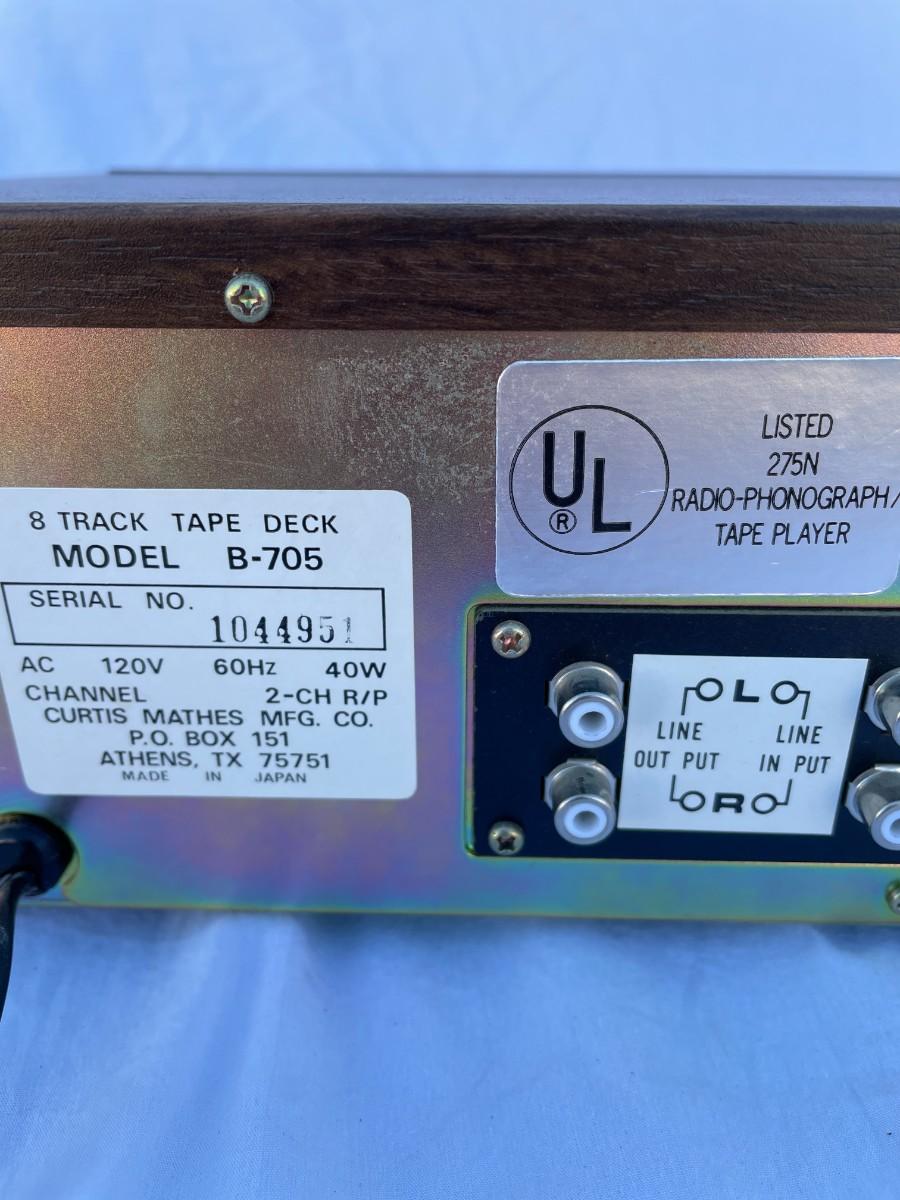 8 TRACK TAPE DECK
MODEL B-705
SERIAL NO.
1044951
AC 120V 60Hz 40W
CHANNEL 2-CH R/P
CURTIS MATHES MFG. CO.
P.O. BOX 151
ATHENS, TX 75751
MADE IN JAPAN
UL
®
LISTED
275N
RADIO-PHONOGRAPH/
TAPE PLAYER
L
LINE LINE
OUT PUT IN PUT
R